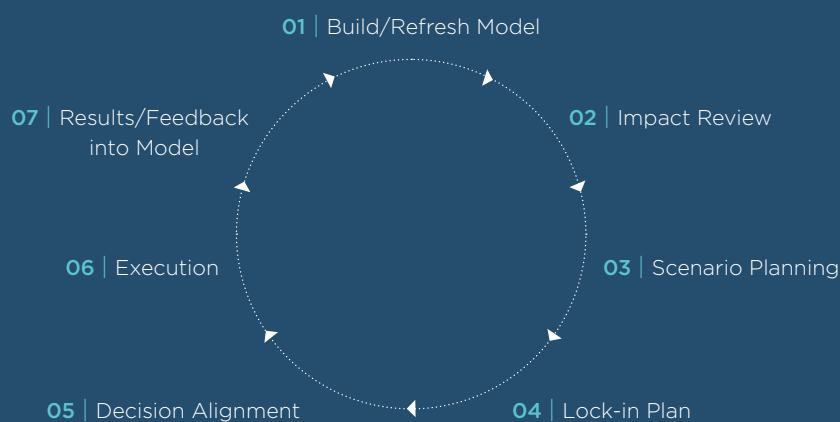 01 | Build/Refresh Model
02 | Impact Review
03 | Scenario Planning
04 | Lock-in Plan
05 | Decision Alignment
06 | Execution
07 | Results/Feedback
into Model